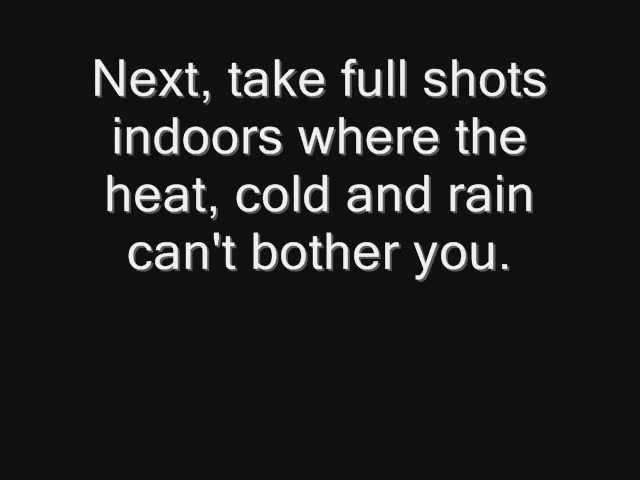 Next, take full shots
indoors where the
heat, cold and rain
can't bother you.